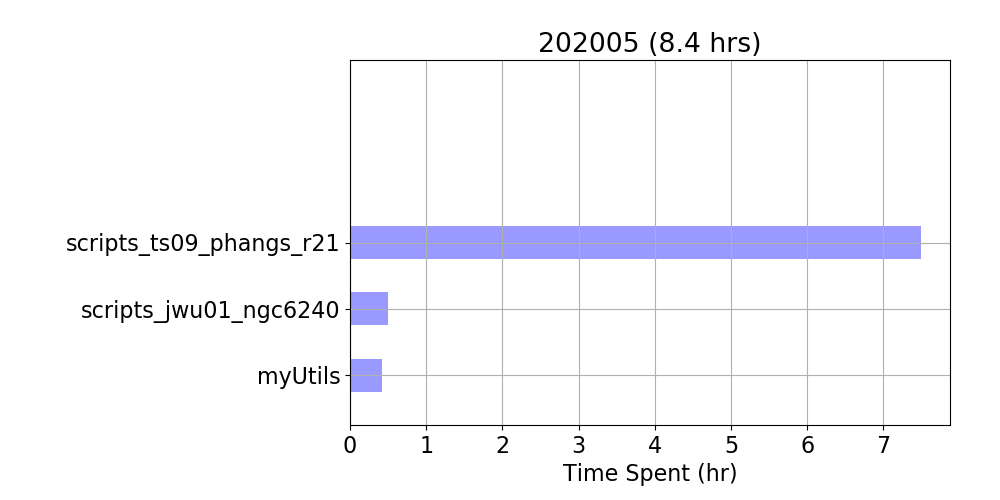 202005 (8.4 hrs)
scripts_ts09_phangs_r21
scripts_jwu01_ngc6240
myUtils
0 1 2 3 4 5 6 7
Time Spent (hr)